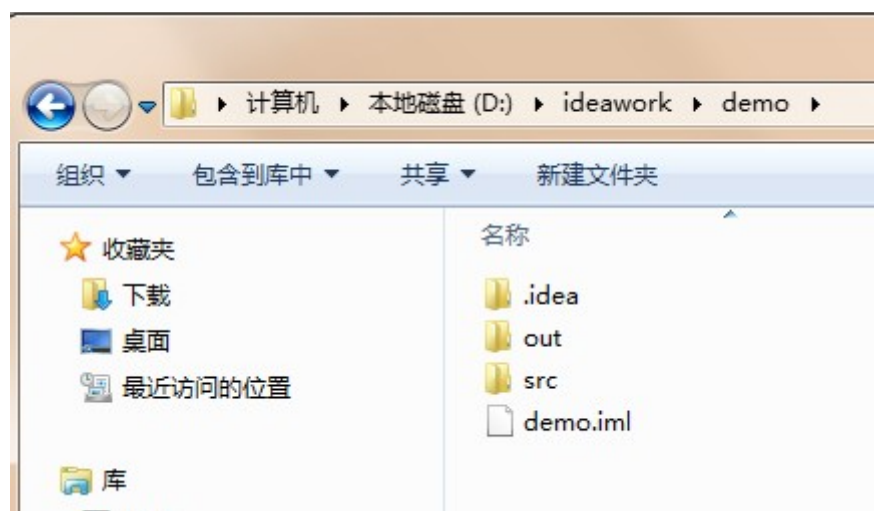 计算机 本地磁盘 (D:) ideawork demo
组织 包含到库中 共享 新建文件夹
收藏夹
下载
桌面
最近访问的位置
库
名称
.idea
out
src
demo.iml